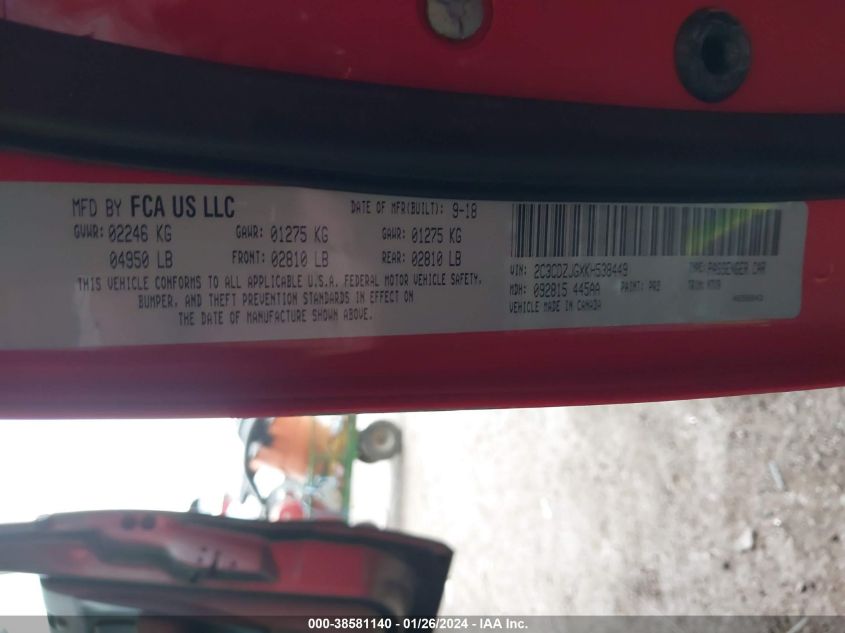 MFD BY FCA US LLC DATE OF MFR(BUILT): 9-18
GVWR: 02246 KG GAWR: 01275 KG GAWR: 01275 KG
04950 LB FRONT: 02810 LB REAR: 02810 LB
THIS VEHICLE CONFORMS TO ALL APPLICABLE U.S.A. FEDERAL MOTOR VEHICLE SAFETY,
BUMPER, AND THEFT PREVENTION STANDARDS IN EFFECT ON
THE DATE OF MANUFACTURE SHOWN ABOVE.
VIN: 2C3CDZJGXKH538449 TYPE: PASSENGER CAR
MDH: 092815 445AA PAINT: PR2 TRIM:
VEHICLE MADE IN CANADA
000-38581140 - 01/26/2024 - IAA Inc.